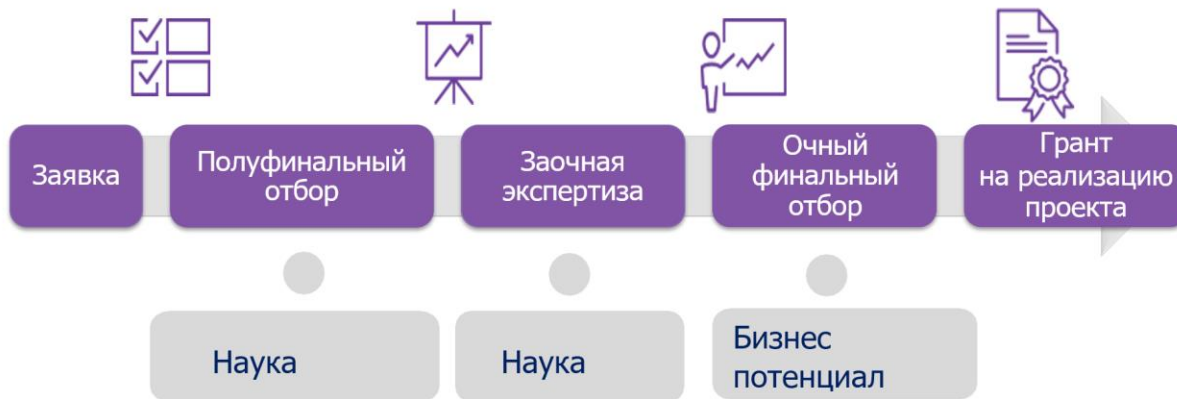 Заявка
Полуфинальный
отбор
Заочная
экспертиза
Очный
финальный
отбор
Грант
на реализацию
проекта
Наука
Наука
Бизнес
потенциал